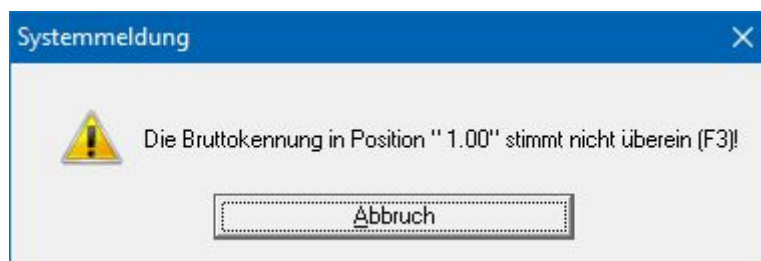 Systemmeldung
Die Bruttokennung in Position " 1.00" stimmt nicht überein (F3)!
Abbruch